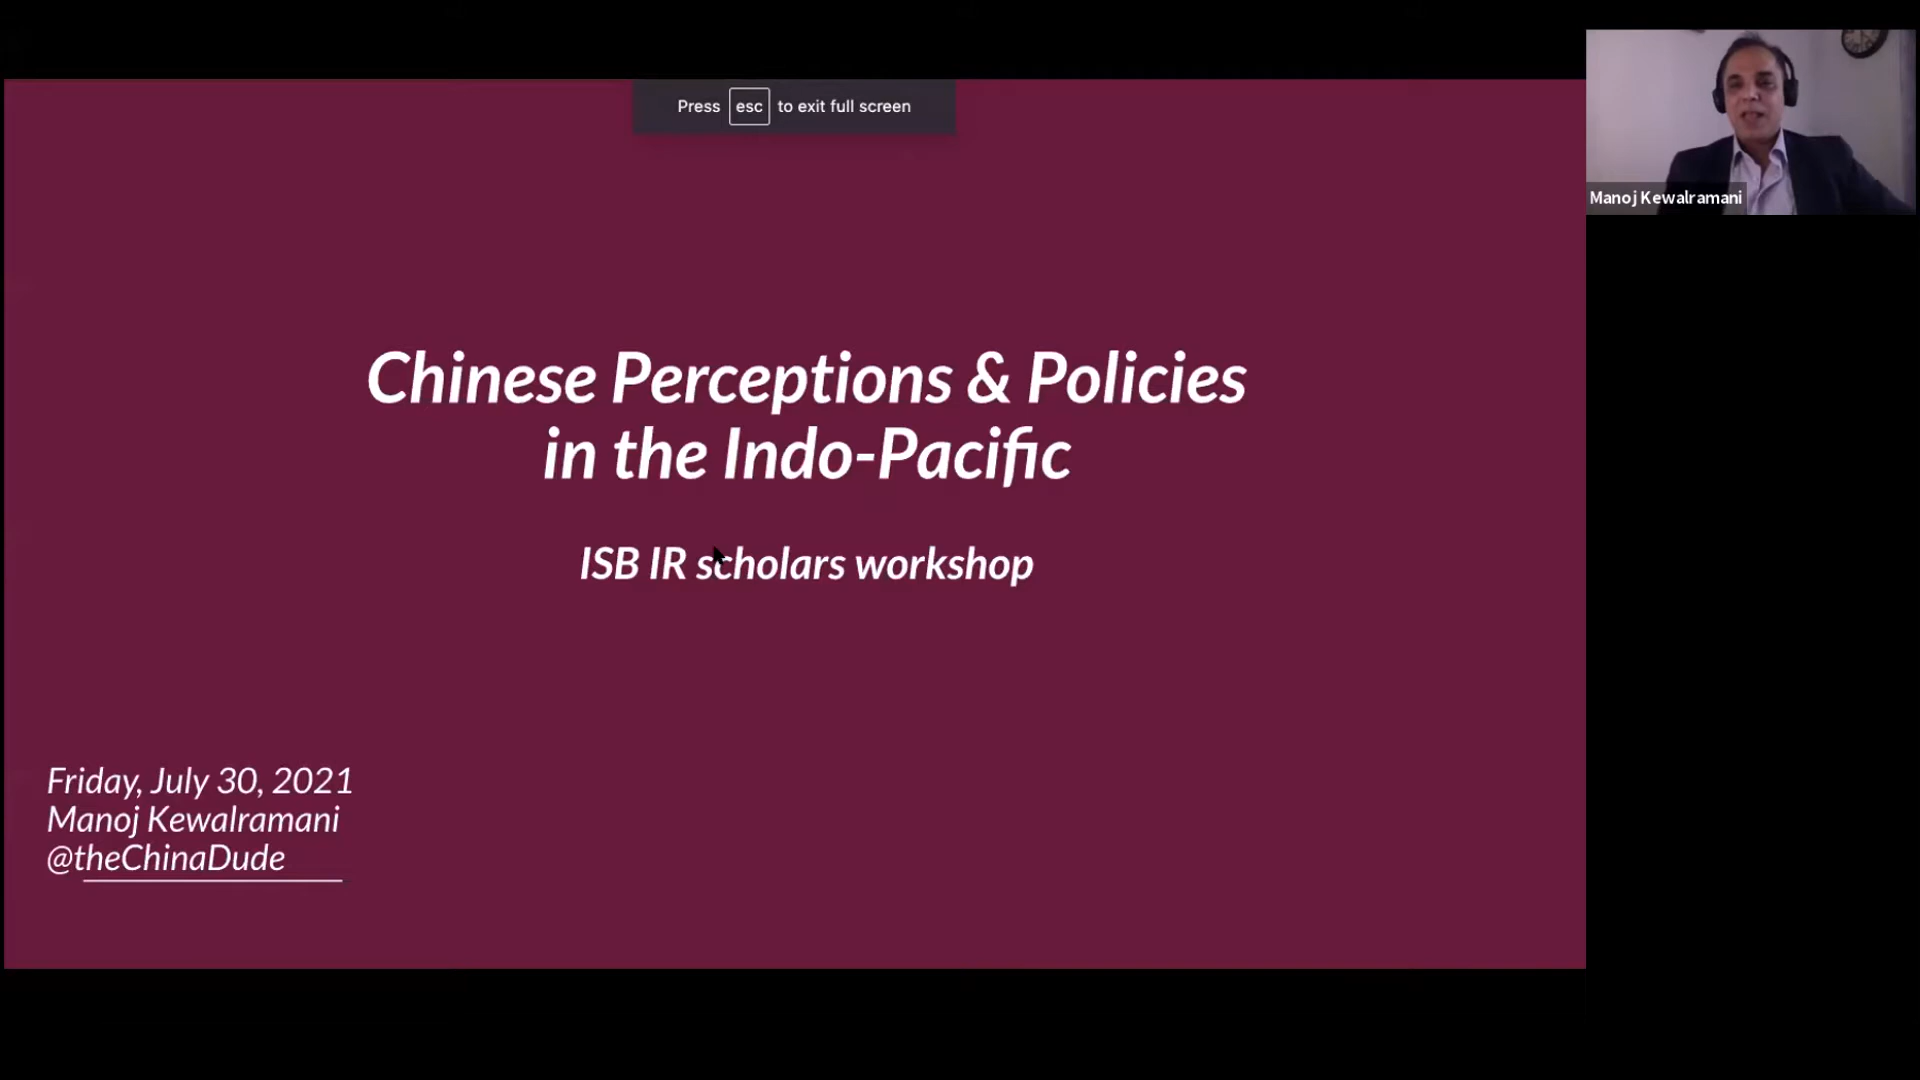 Press esc to exit full screen
Manoj Kewalramani
Chinese Perceptions & Policies
in the Indo-Pacific
ISB IR scholars workshop
Friday, July 30, 2021
Manoj Kewalramani
@theChinaDude